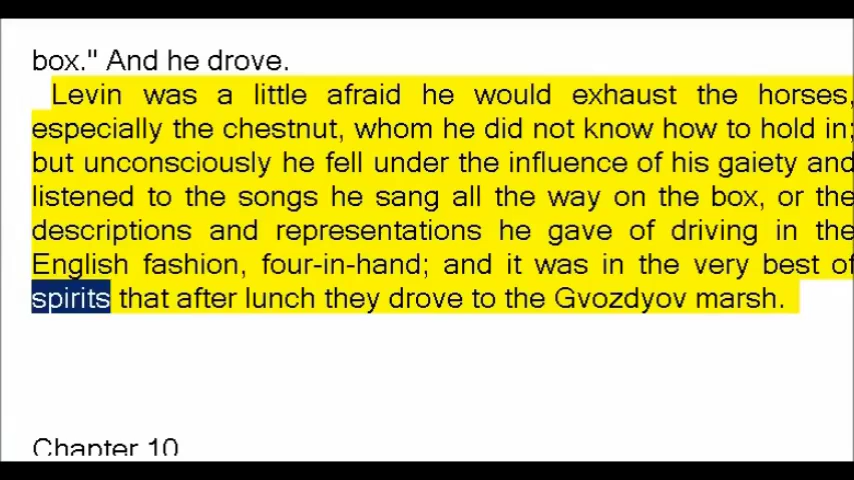 box." And he drove.
Levin was a little afraid he would exhaust the horses,
especially the chestnut, whom he did not know how to hold in;
but unconsciously he fell under the influence of his gaiety and
listened to the songs he sang all the way on the box, or the
descriptions and representations he gave of driving in the
English fashion, four-in-hand; and it was in the very best of
spirits that after lunch they drove to the Gvozdyov marsh.
Chapter 10